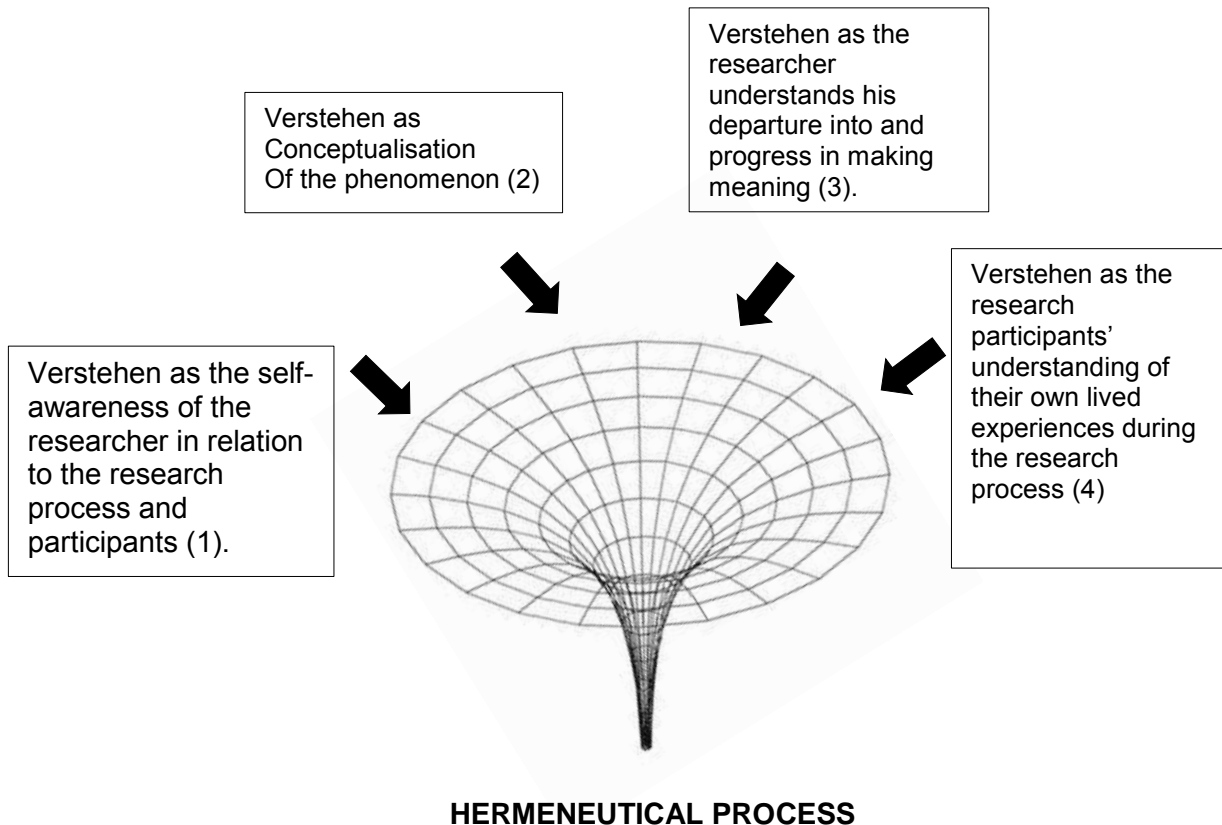 Verstehen as the self-
awareness of the
researcher in relation
to the research
process and
participants (1).
Verstehen as
Conceptualisation
Of the phenomenon (2)
Verstehen as the
researcher
understands his
departure into and
progress in making
meaning (3).
Verstehen as the
research
participants’
understanding of
their own lived
experiences during
the research
process (4)
HERMENEUTICAL PROCESS